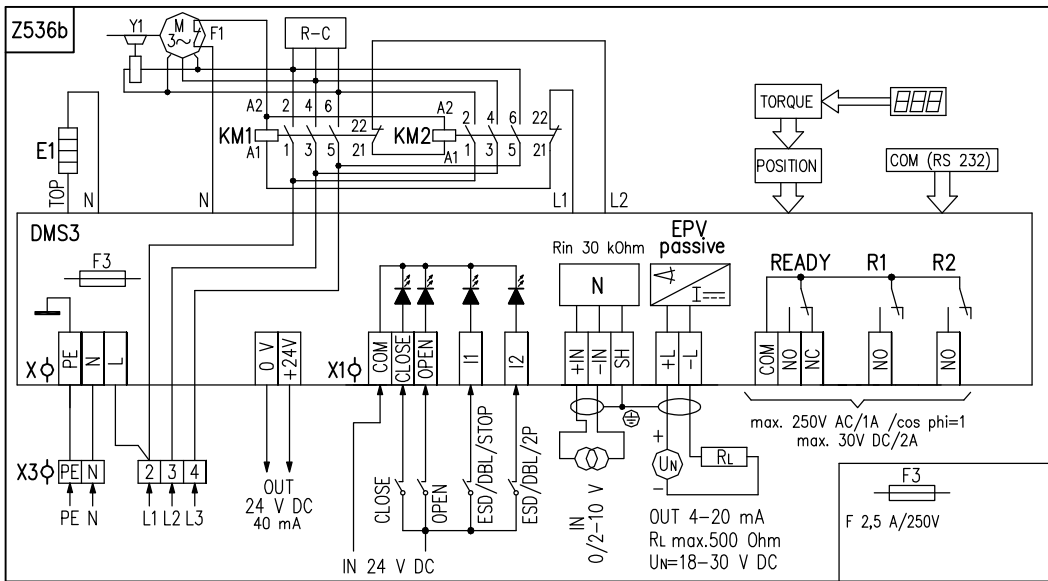 Z536b
Y1
M
3~
F1
R-C
A2 2 4 6
KM1
22
A1 1 3 5 21
A2 2 4 6
KM2
22
A1 1 3 5 21
E1
TOP
N
N
L1
L2
TORQUE
POSITION
COM (RS 232)
DMS3
F3
Rin 30 kOhm
N
EPV
passive
READY R1 R2
X
PE
N
L
0 V
+24V
X1
COM
CLOSE
OPEN
I1
I2
+IN
-IN
SH
+L
-L
COM
NO
NC
NO
NO
max. 250V AC/1A /cos phi=1
max. 30V DC/2A
X3
PE N 2 3 4
PE N L1 L2 L3
OUT
24 V DC
40 mA
CLOSE
OPEN
ESD/DBL/STOP
ESD/DBL/2P
IN 24 V DC
IN
0/2-10 V
+
UN
-
RL
OUT 4-20 mA
RL max.500 Ohm
UN=18-30 V DC
F3
F 2,5 A/250V